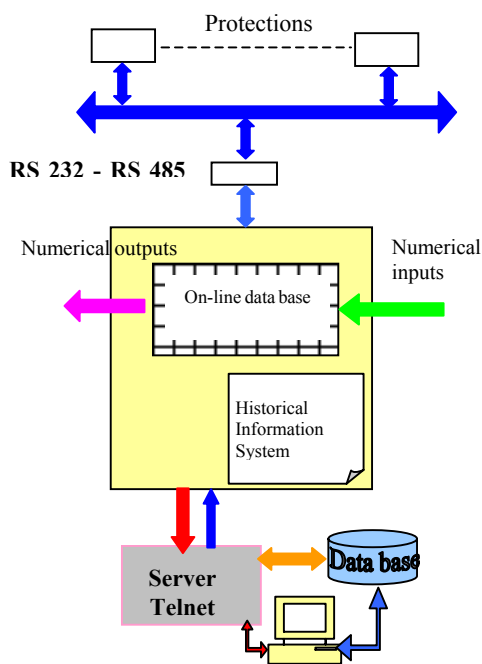 Protections
RS 232 - RS 485
Numerical outputs
Numerical
inputs
On-line data base
Historical
Information
System
Server
Telnet
Data base